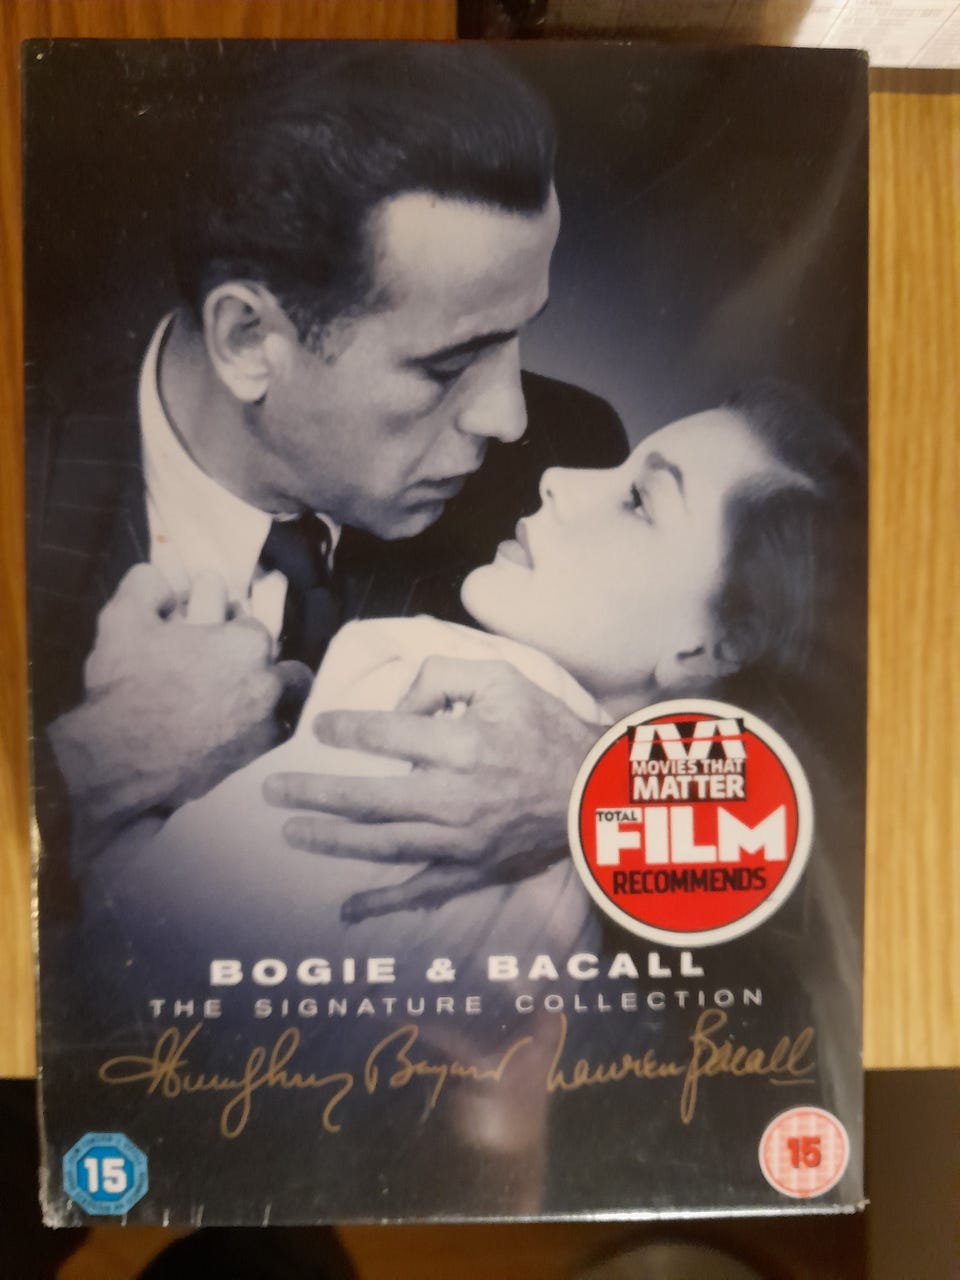 MOVIES THAT
MATTER
TOTAL
FILM
RECOMMENDS
BOGIE & BACALL
THE SIGNATURE COLLECTION
Humphrey Bogart Lauren Bacall
15
15